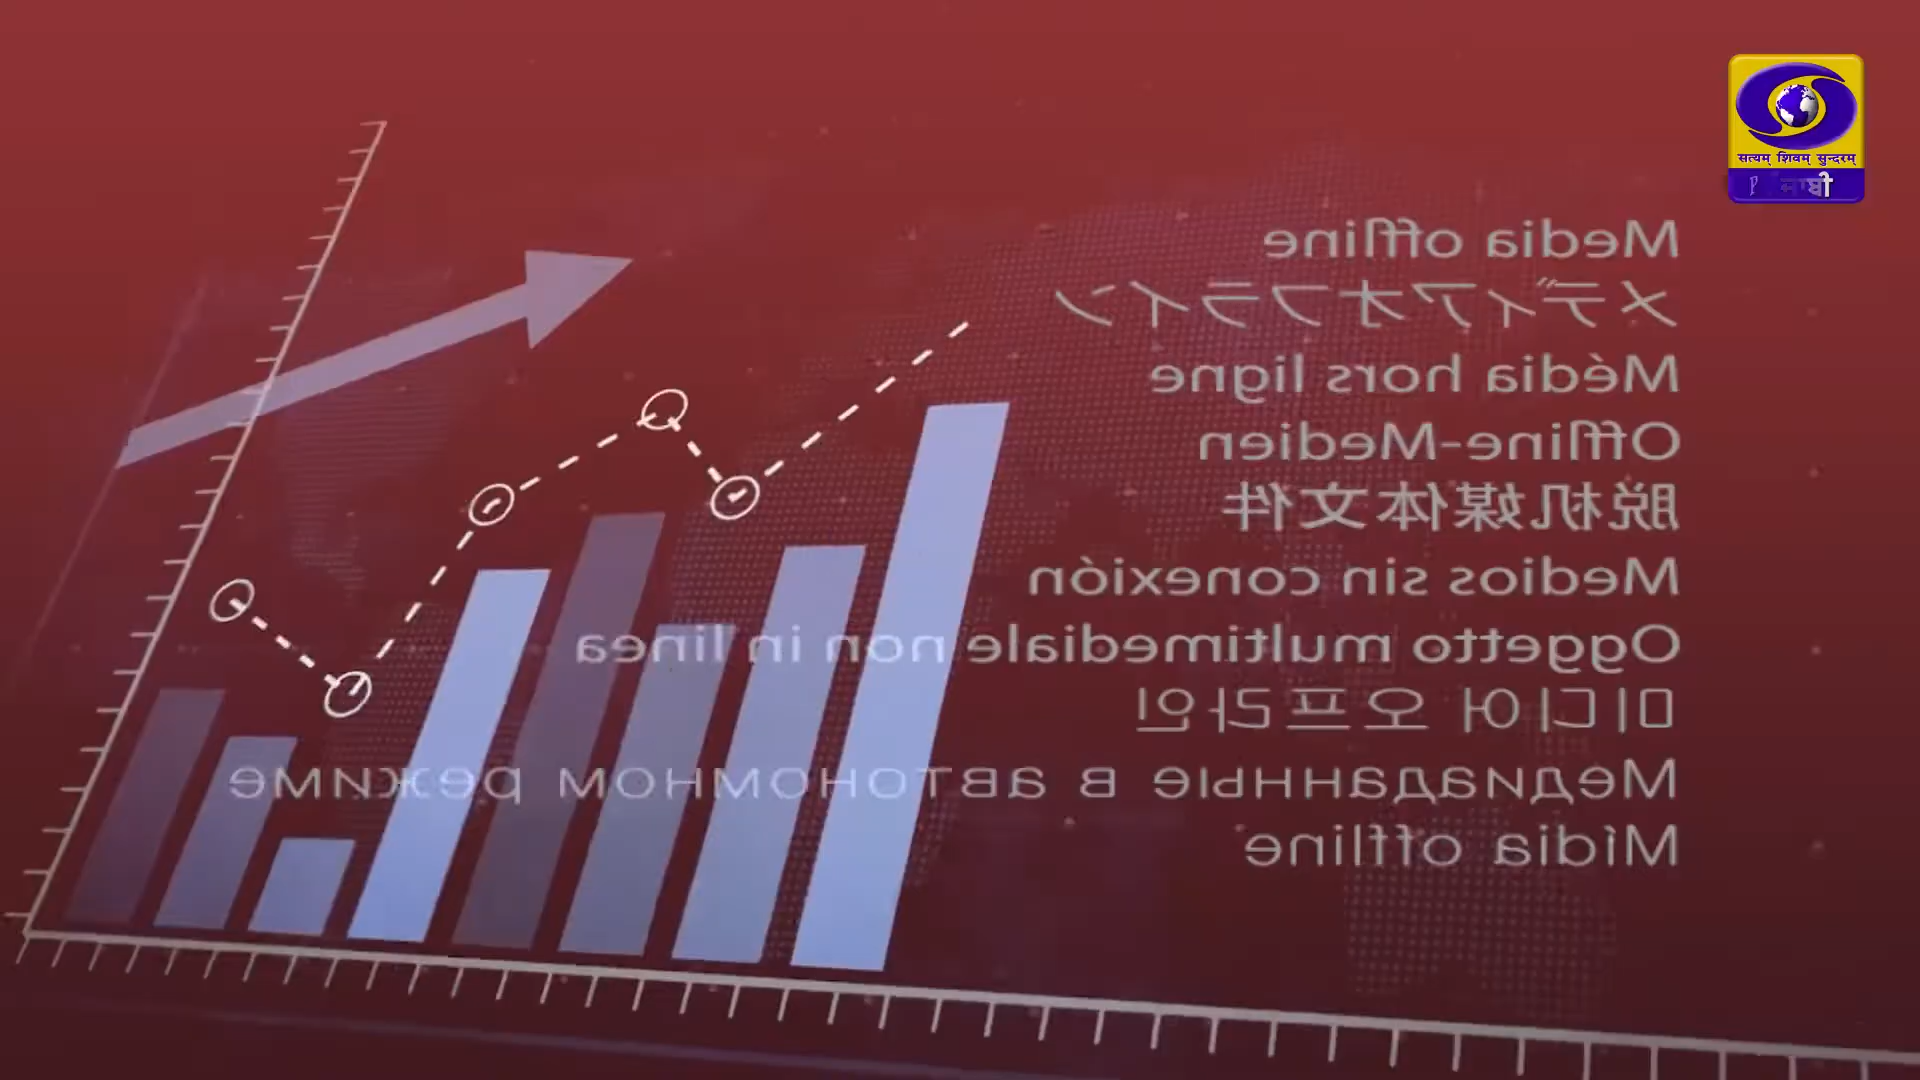 सत्यम् शिवम् सुन्दरम्
Media offline
メディアオフライン
Média hors ligne
Offline-Medien
脱机媒体文件
Medios sin conexión
Oggetto multimediale non in linea
미디어 오프라인
Медиаданные в автономном режиме
Mídia offline